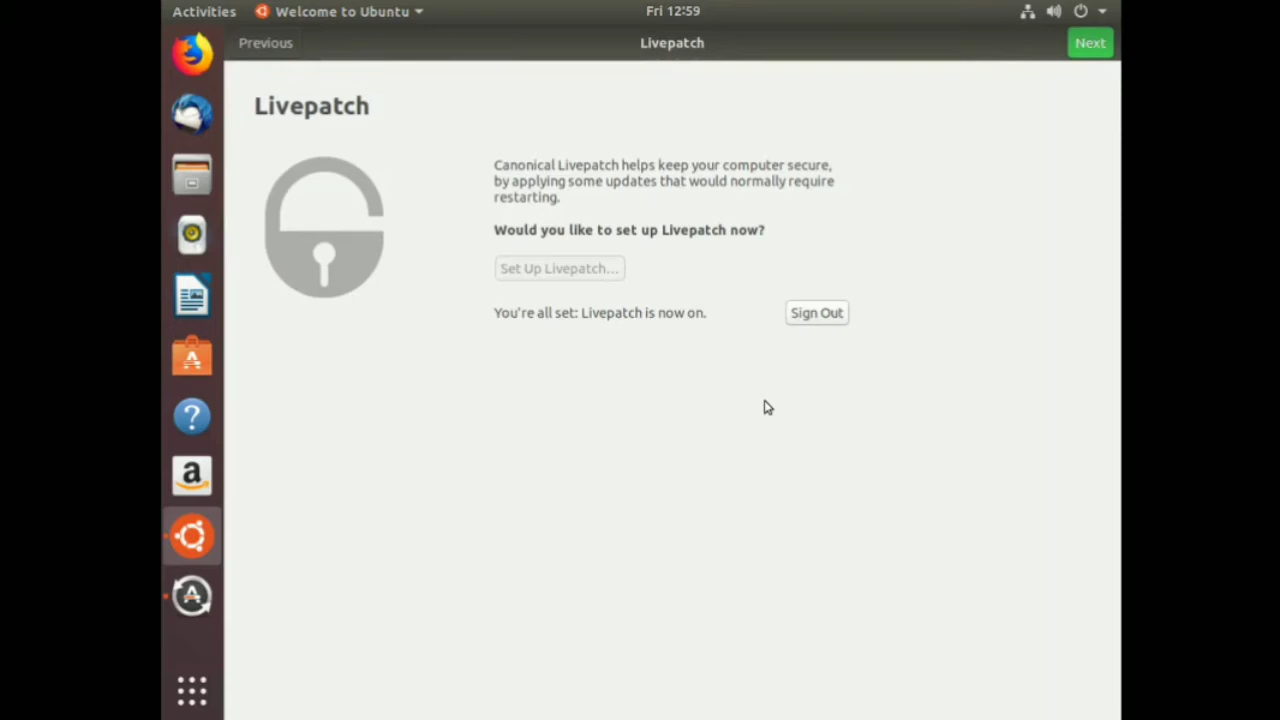 Activities Welcome to Ubuntu Fri 12:59
Previous Livepatch Next
Livepatch
Canonical Livepatch helps keep your computer secure,
by applying some updates that would normally require
restarting.
Would you like to set up Livepatch now?
Set Up Livepatch...
You're all set: Livepatch is now on. Sign Out
?
a